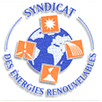 SYNDICAT
DES ENERGIES RENOUVELABLES